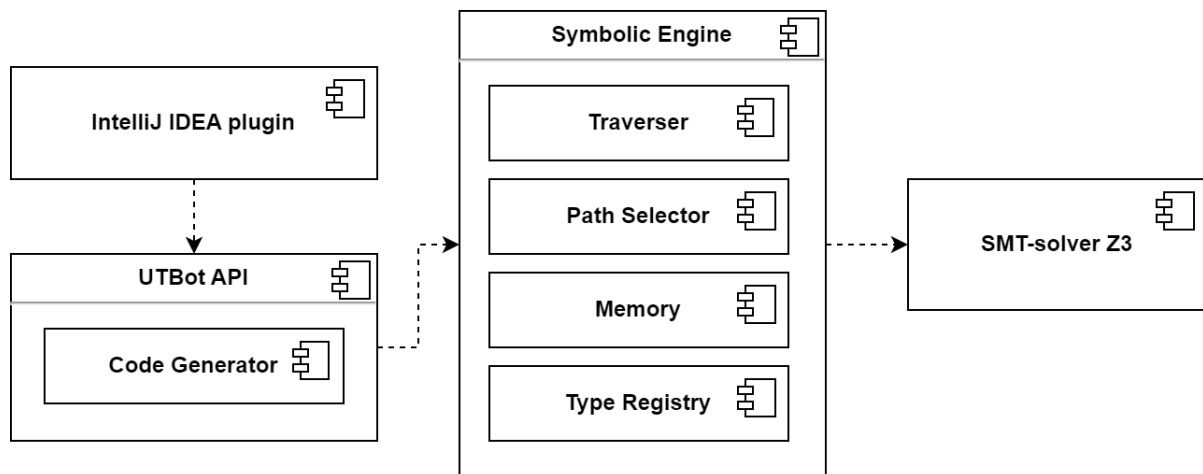 IntelliJ IDEA plugin
UTBot API
Code Generator
Symbolic Engine
Traverser
Path Selector
Memory
Type Registry
SMT-solver Z3